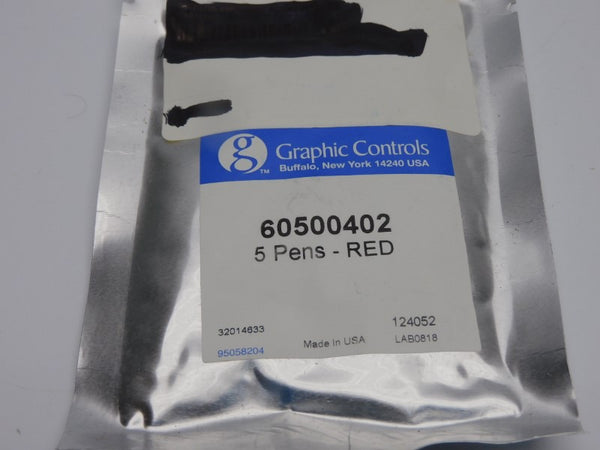 g Graphic Controls
TM Buffalo, New York 14240 USA
60500402
5 Pens - RED
32014633 124052
95058204 Made In USA LAB0818